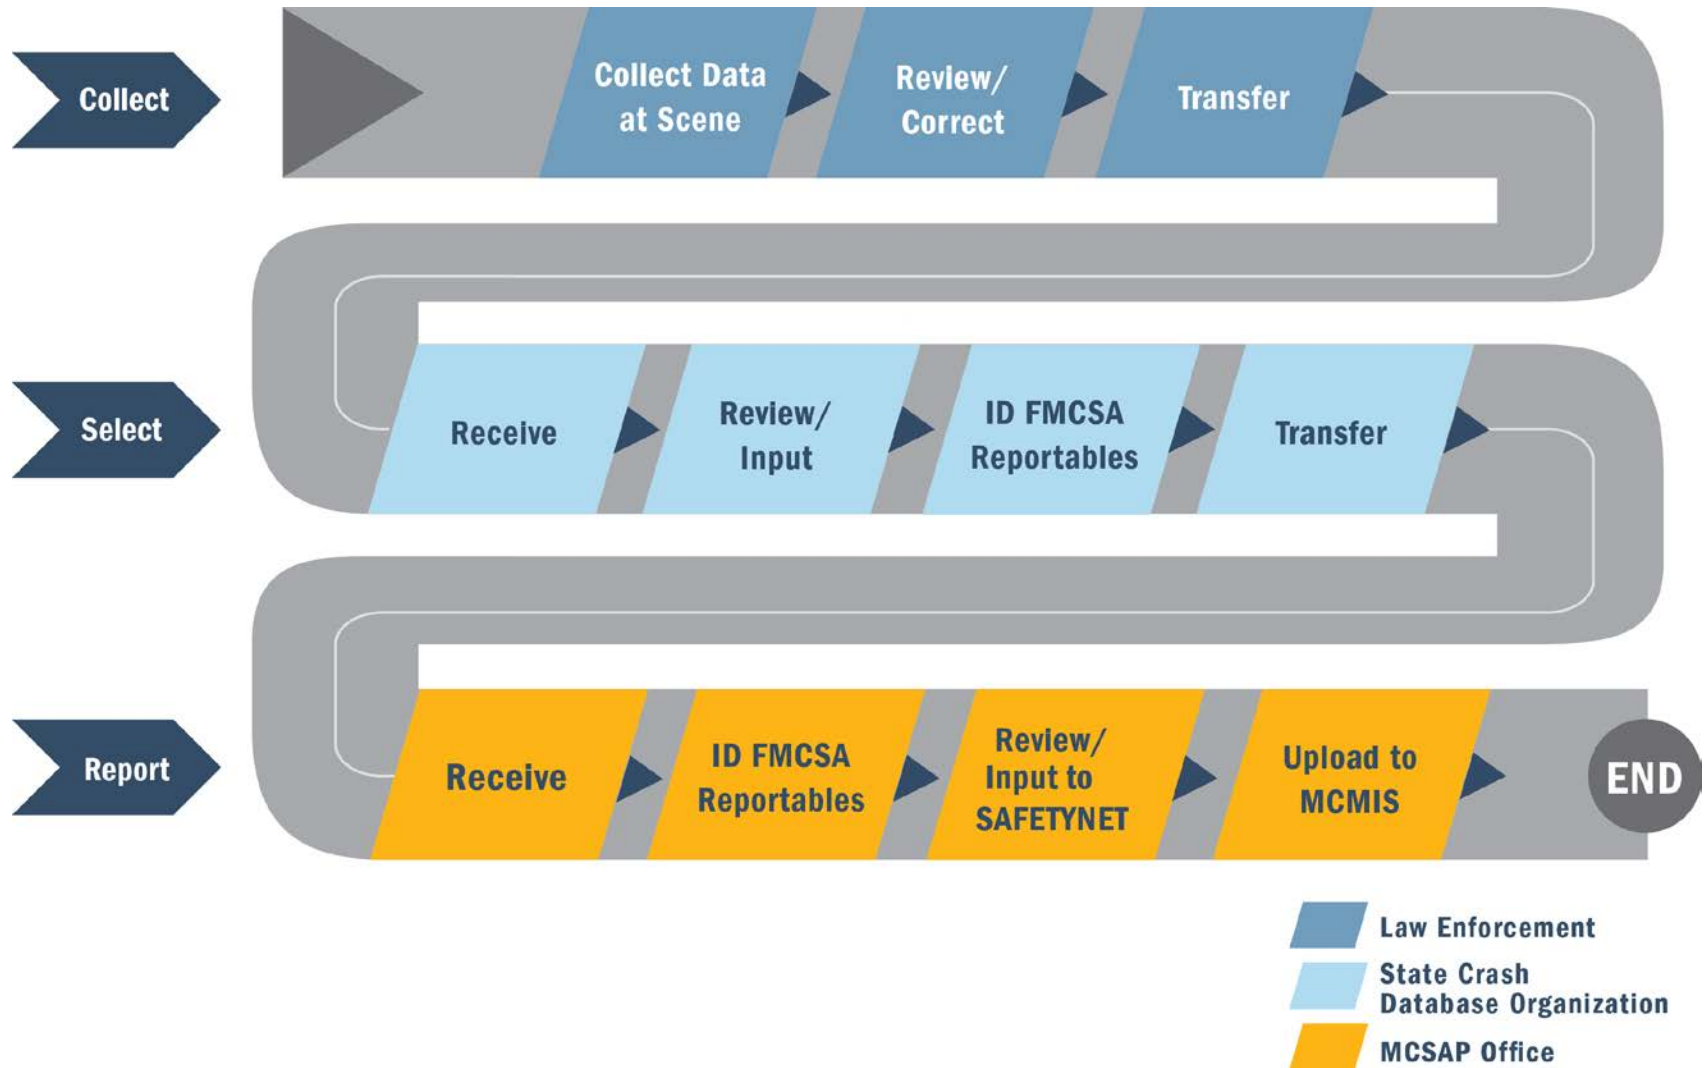 Collect
Collect Data
at Scene
Review/
Correct
Transfer
Select
Receive
Review/
Input
ID FMCSA
Reportables
Transfer
Report
Receive
ID FMCSA
Reportables
Review/
Input to
SAFETYNET
Upload to
MCMIS
END
Law Enforcement
State Crash
Database Organization
MCSAP Office